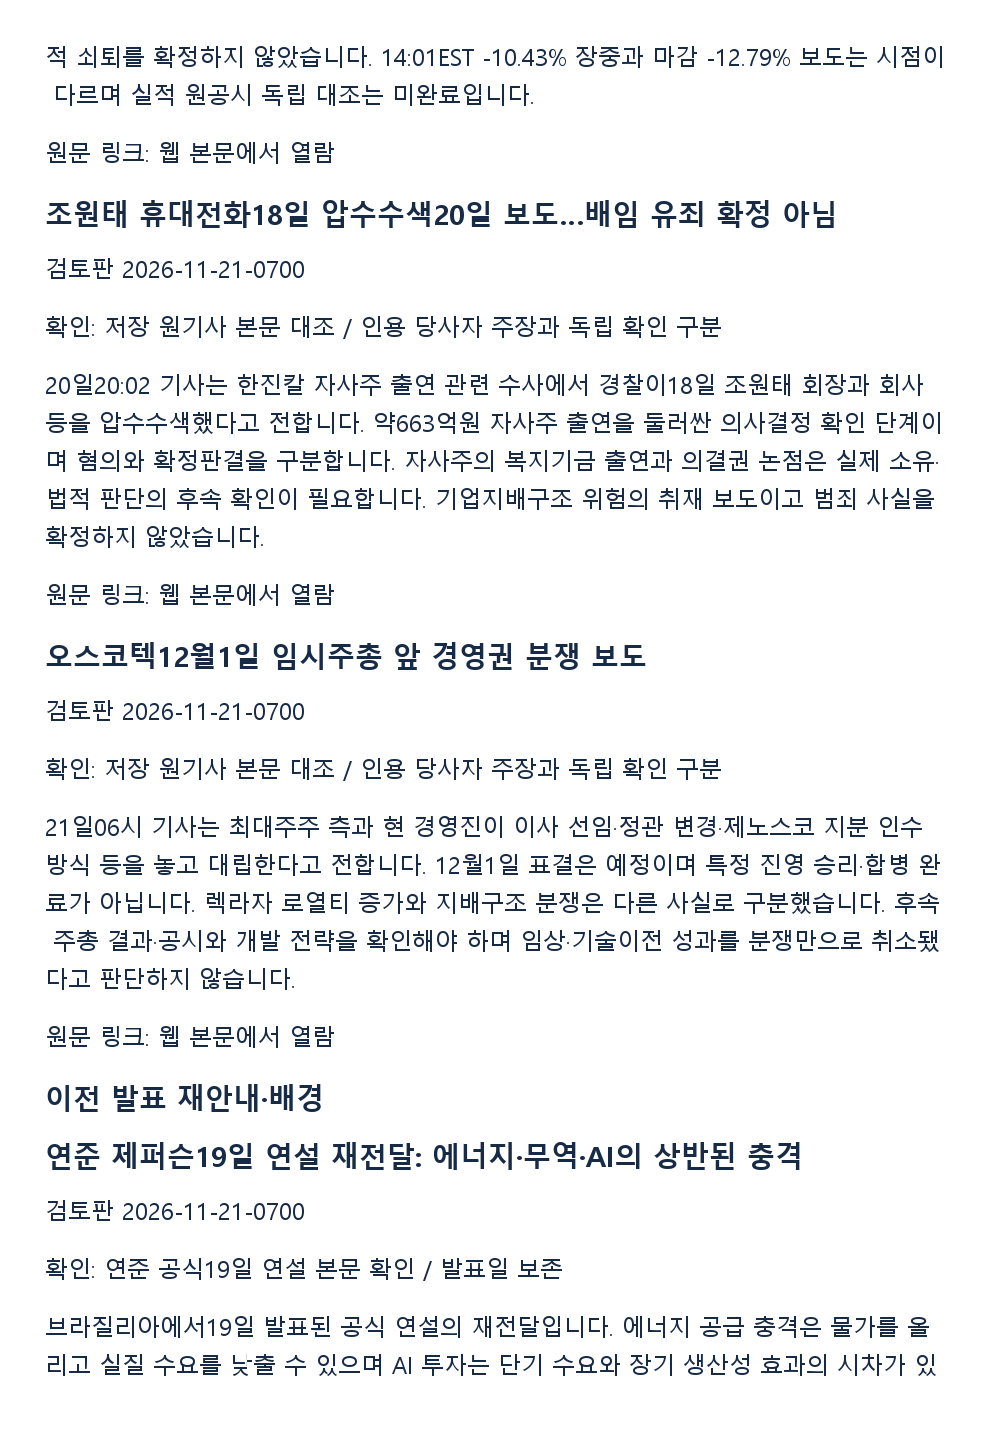 적 쇠퇴를 확정하지 않았습니다. 14:01EST -10.43% 장중과 마감 -12.79% 보도는 시점이
다르며 실적 원공시 독립 대조는 미완료입니다.
원문 링크: 웹 본문에서 열람
조원태 휴대전화18일 압수수색20일 보도...배임 유죄 확정 아님
검토판 2026-11-21-0700
확인: 저장 원기사 본문 대조 / 인용 당사자 주장과 독립 확인 구분
20일20:02 기사는 한진칼 자사주 출연 관련 수사에서 경찰이18일 조원태 회장과 회사
등을 압수수색했다고 전합니다. 약663억원 자사주 출연을 둘러싼 의사결정 확인 단계이
며 혐의와 확정판결을 구분합니다. 자사주의 복지기금 출연과 의결권 논점은 실제 소유·
법적 판단의 후속 확인이 필요합니다. 기업지배구조 위험의 취재 보도이고 범죄 사실을
확정하지 않았습니다.
원문 링크: 웹 본문에서 열람
오스코텍12월1일 임시주총 앞 경영권 분쟁 보도
검토판 2026-11-21-0700
확인: 저장 원기사 본문 대조 / 인용 당사자 주장과 독립 확인 구분
21일06시 기사는 최대주주 측과 현 경영진이 이사 선임·정관 변경·제노스코 지분 인수
방식 등을 놓고 대립한다고 전합니다. 12월1일 표결은 예정이며 특정 진영 승리·합병 완
료가 아닙니다. 렉라자 로열티 증가와 지배구조 분쟁은 다른 사실로 구분했습니다. 후속
주총 결과·공시와 개발 전략을 확인해야 하며 임상·기술이전 성과를 분쟁만으로 취소됐
다고 판단하지 않습니다.
원문 링크: 웹 본문에서 열람
이전 발표 재안내·배경
연준 제퍼슨19일 연설 재전달: 에너지·무역·AI의 상반된 충격
검토판 2026-11-21-0700
확인: 연준 공식19일 연설 본문 확인 / 발표일 보존
브라질리아에서19일 발표된 공식 연설의 재전달입니다. 에너지 공급 충격은 물가를 올
리고 실질 수요를 낮출 수 있으며 AI 투자는 단기 수요와 장기 생산성 효과의 시차가 있